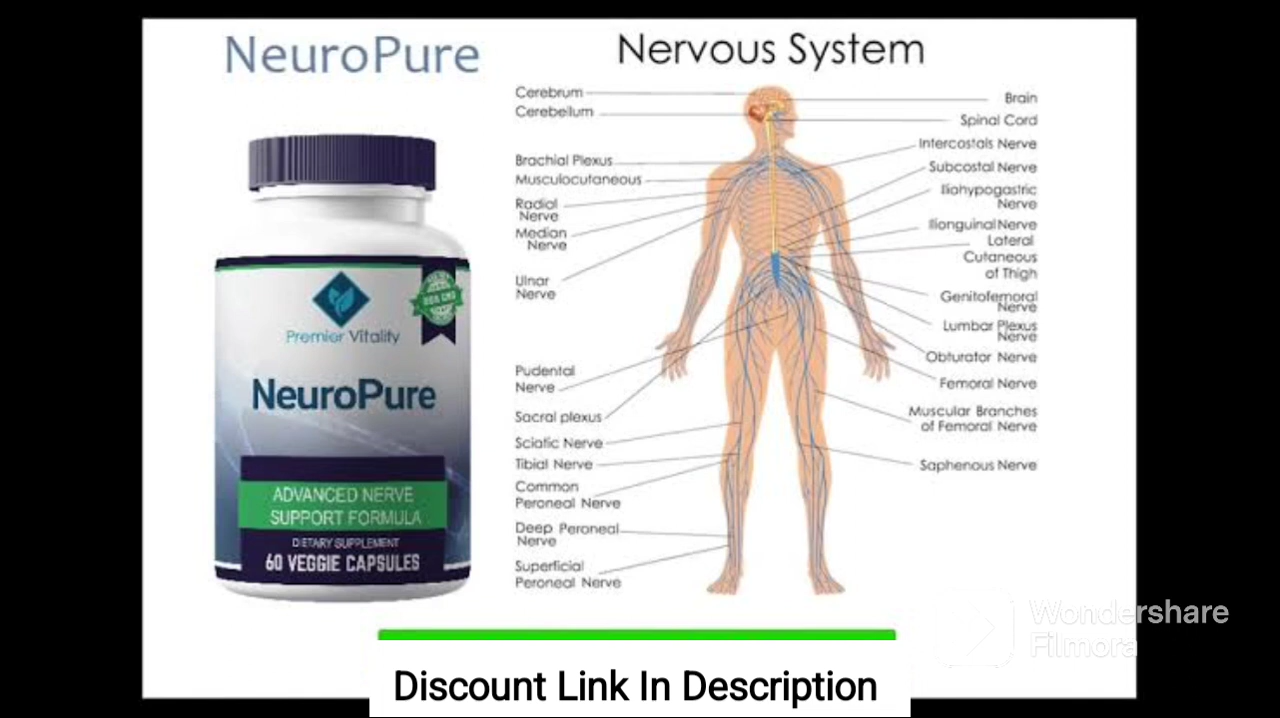 NeuroPure
Nervous System
Cerebrum
Cerebellum
Brachial Plexus
Musculocutaneous
Radial
Nerve
Median
Nerve
Ulnar
Nerve
Pudental
Nerve
Sacral plexus
Sciatic Nerve
Tibial Nerve
Common
Peroneal Nerve
Deep Peroneal
Nerve
Superficial
Peroneal Nerve
Brain
Spinal Cord
Intercostals Nerve
Subcostal Nerve
Iliohypogastric
Nerve
IlionguinalNerve
Lateral
Cutaneous
of Thigh
Genitofemoral
Nerve
Lumbar Plexus
Nerve
Obturator Nerve
Femoral Nerve
Muscular Branches
of Femoral Nerve
Saphenous Nerve
Premier Vitality
NeuroPure
ADVANCED NERVE
SUPPORT FORMULA
DIETARY SUPPLEMENT
60 VEGGIE CAPSULES
Wondershare
Filmora
Discount Link In Description